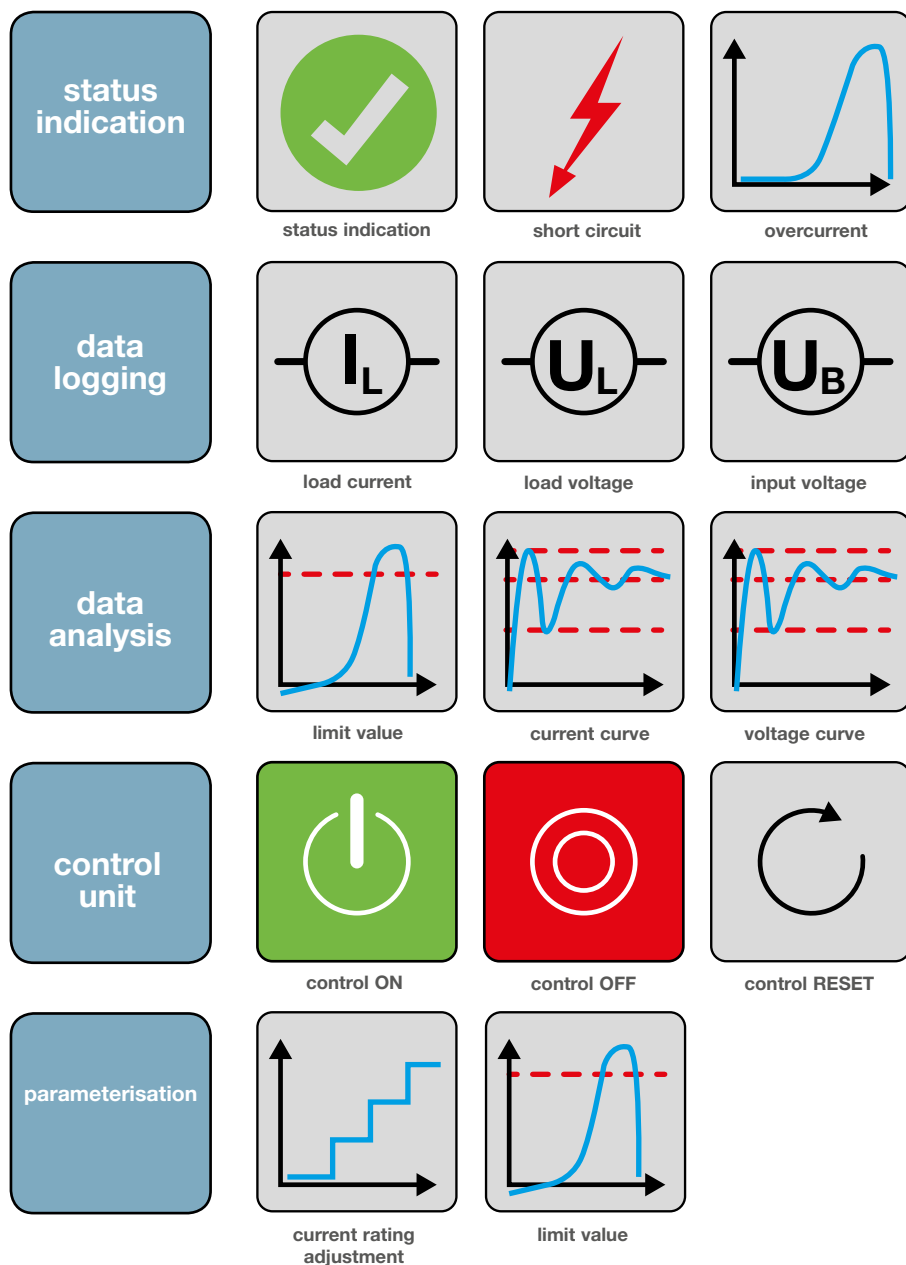 status
indication
status indication
short circuit
overcurrent
data
logging
IL
UL
UB
load current
load voltage
input voltage
data
analysis
limit value
current curve
voltage curve
control
unit
control ON
control OFF
control RESET
parameterisation
current rating
adjustment
limit value